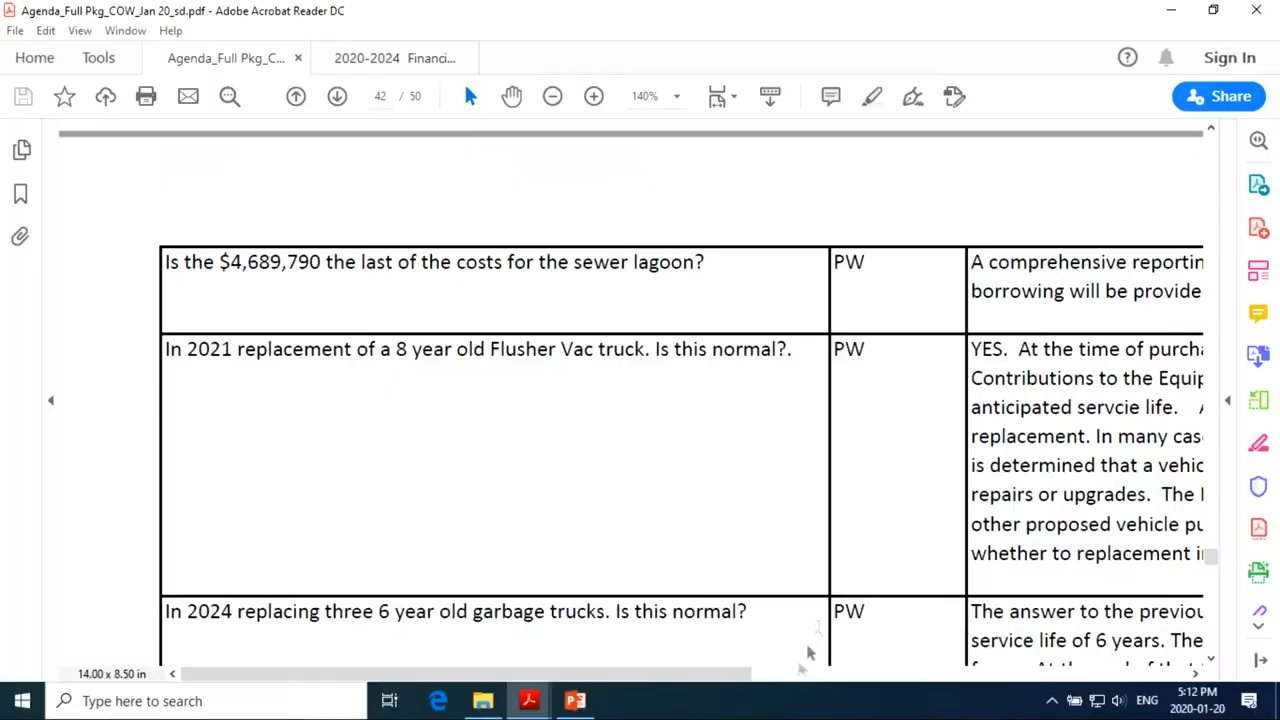 Agenda_Full Pkg_COW_Jan 20_sd.pdf - Adobe Acrobat Reader DC
File Edit View Window Help
Home Tools Agenda_Full Pkg_C... × 2020-2024 Financi... Sign In
42 / 50 140% Share
Is the $4,689,790 the last of the costs for the sewer lagoon? PW A comprehensive reportin
borrowing will be provide
In 2021 replacement of a 8 year old Flusher Vac truck. Is this normal?. PW YES. At the time of purcha
Contributions to the Equip
anticipated servcie life. A
replacement. In many cas
is determined that a vehic
repairs or upgrades. The
other proposed vehicle pu
whether to replacement i
In 2024 replacing three 6 year old garbage trucks. Is this normal? PW The answer to the previou
service life of 6 years. The
14.00 x 8.50 in
Type here to search ENG 5:12 PM
2020-01-20